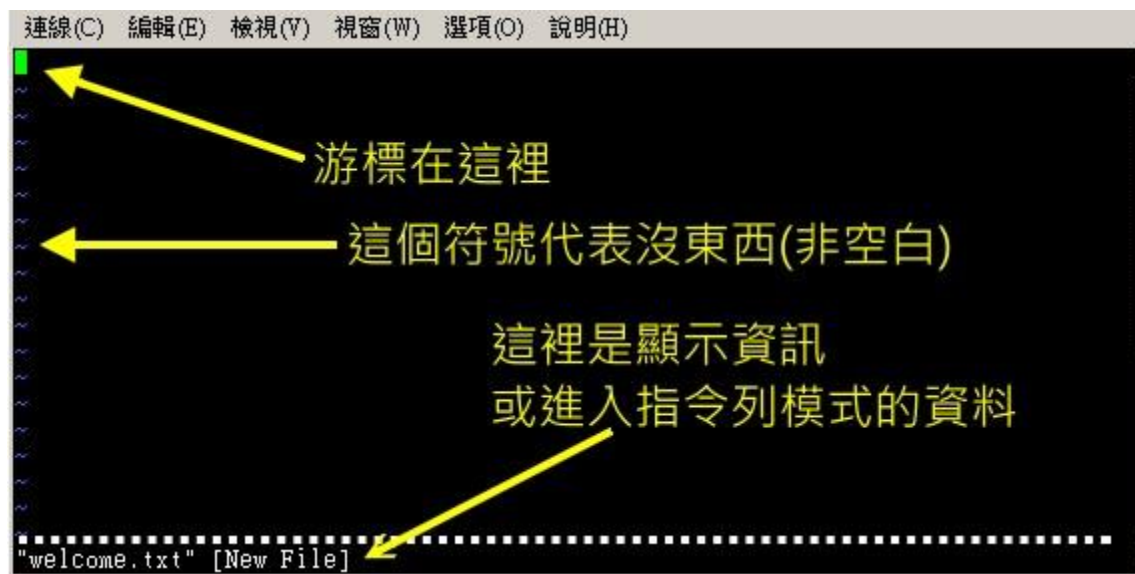 連線(C) 編輯(E) 檢視(V) 視窗(W) 選項(O) 說明(H)
~
~
~
~
游標在這裡
~
~
~ 這個符號代表沒東西(非空白)
~
~
~
這裡是顯示資訊
~
~
或進入指令列模式的資料
~
~
~
~
~
~
"welcome.txt" [New File]